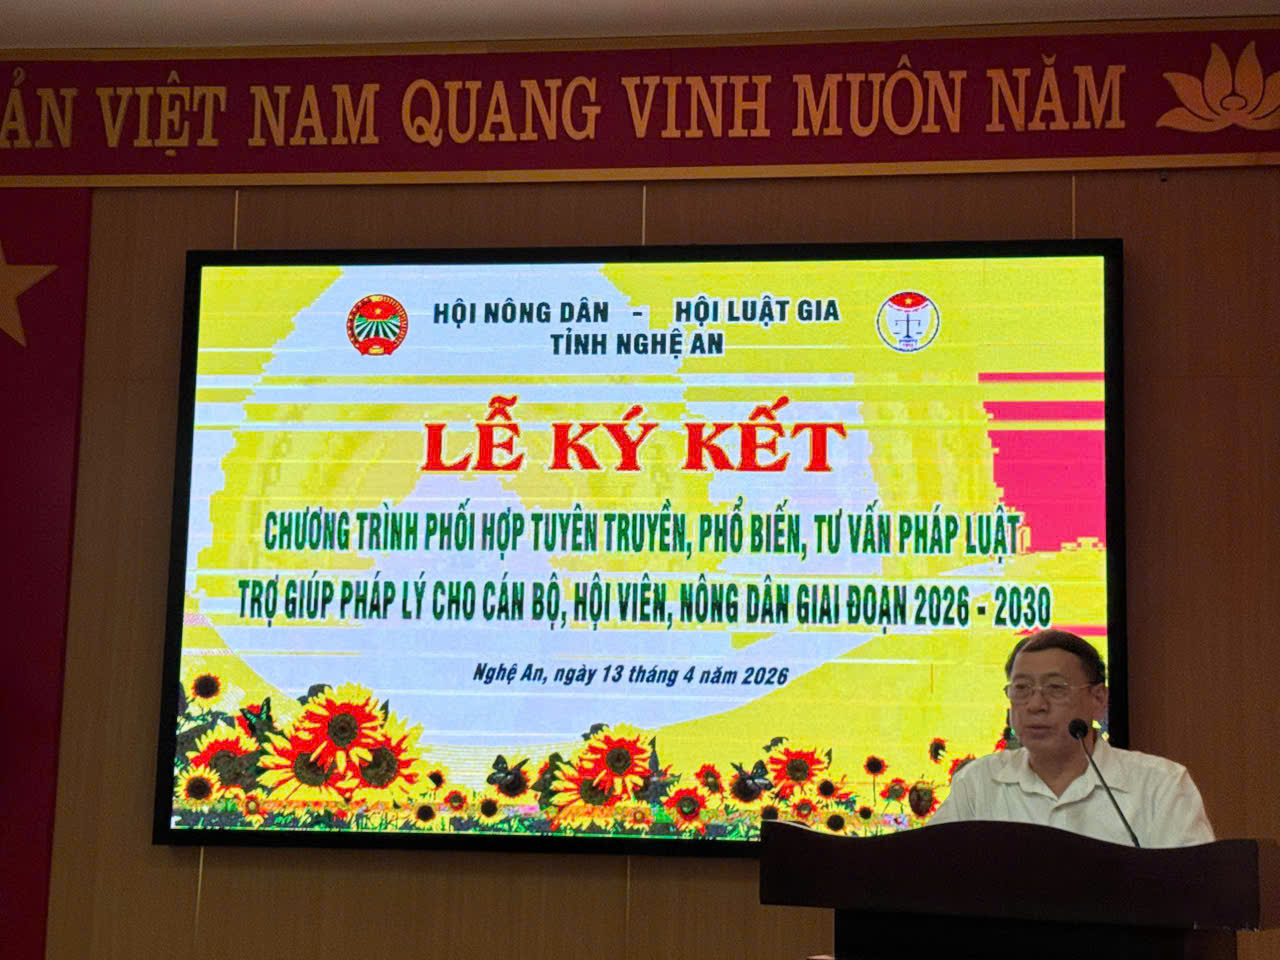 ẢN VIỆT NAM QUANG VINH MUÔN NĂM
HỘI NÔNG DÂN - HỘI LUẬT GIA
TỈNH NGHỆ AN
LỄ KÝ KẾT
CHƯƠNG TRÌNH PHỐI HỢP TUYÊN TRUYỀN, PHỔ BIẾN, TƯ VẤN PHÁP LUẬT
TRỢ GIÚP PHÁP LÝ CHO CÁN BỘ, HỘI VIÊN, NÔNG DÂN GIAI ĐOẠN 2026 - 2030
Nghệ An, ngày 13 tháng 4 năm 2026